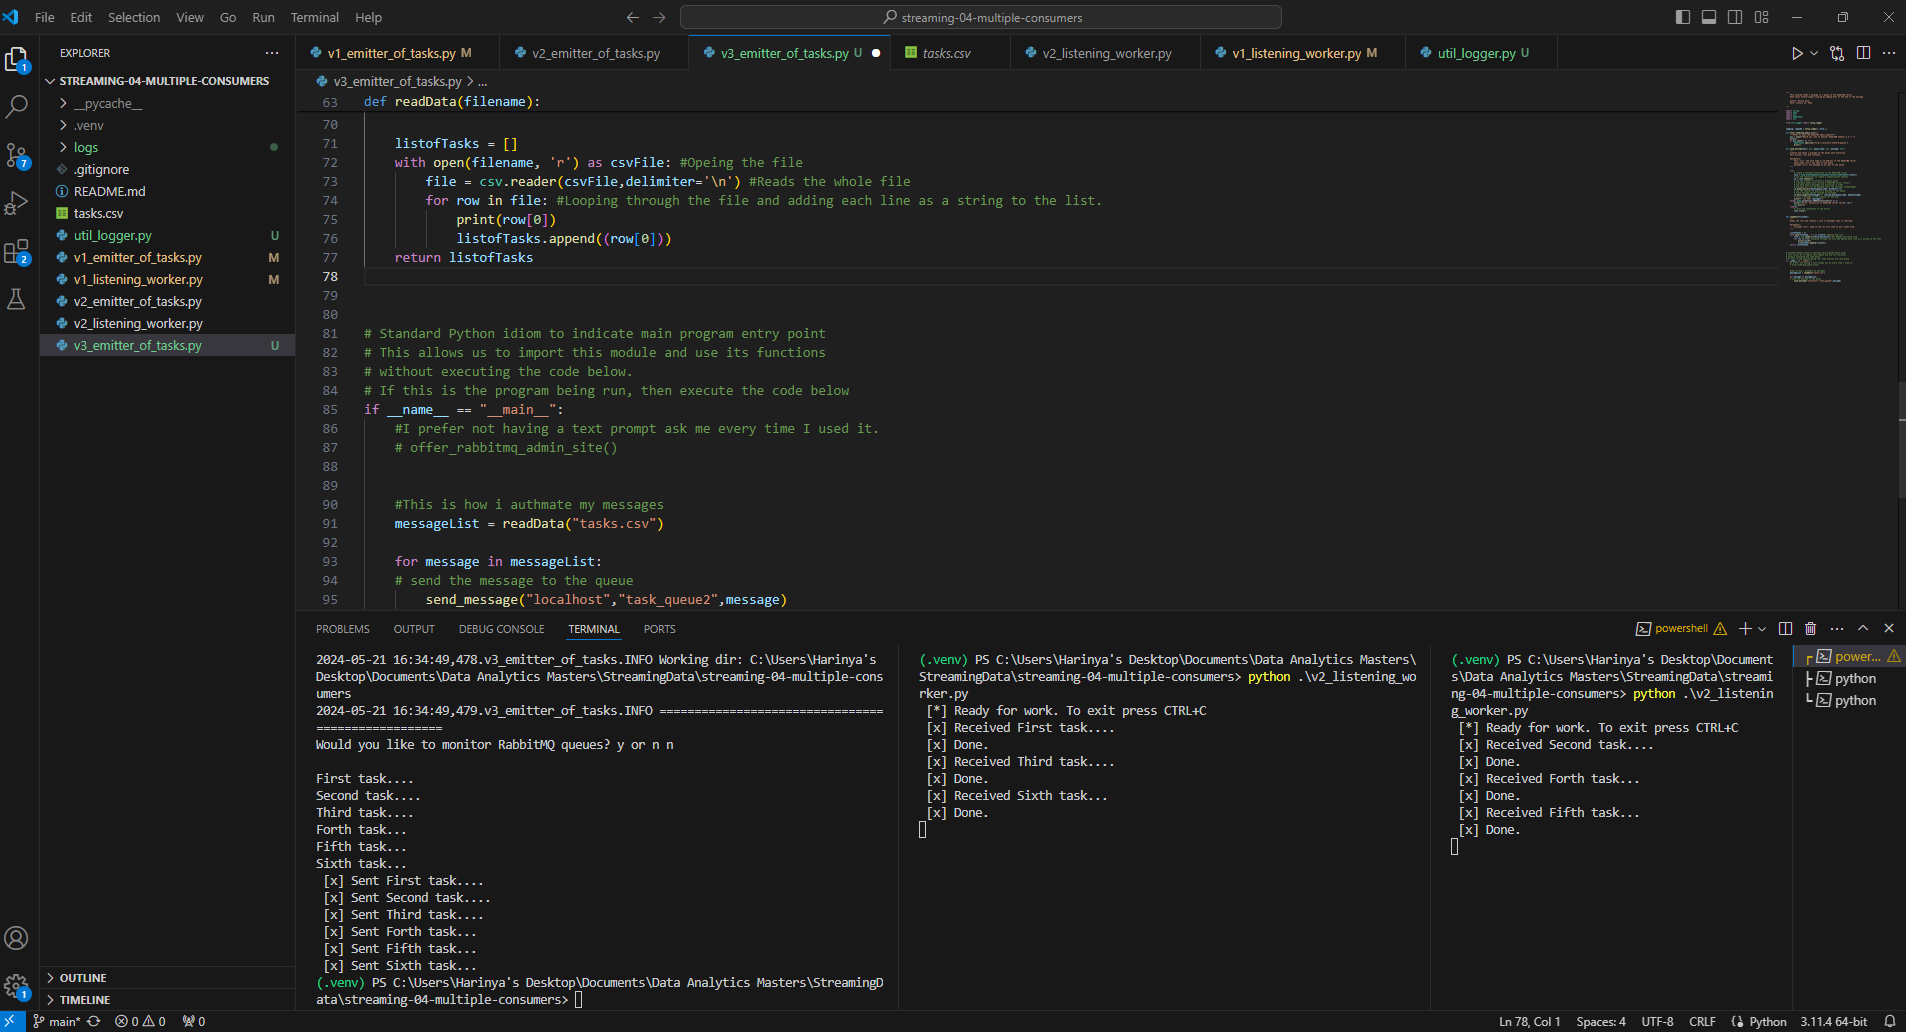 File Edit Selection View Go Run Terminal Help
streaming-04-multiple-consumers
EXPLORER
STREAMING-04-MULTIPLE-CONSUMERS
__pycache__
.venv
logs
.gitignore
README.md
tasks.csv
util_logger.py U
v1_emitter_of_tasks.py M
v1_listening_worker.py M
v2_emitter_of_tasks.py
v2_listening_worker.py
v3_emitter_of_tasks.py U
OUTLINE
TIMELINE
1
7
2
1
v1_emitter_of_tasks.py M v2_emitter_of_tasks.py v3_emitter_of_tasks.py U tasks.csv v2_listening_worker.py v1_listening_worker.py M util_logger.py U
v3_emitter_of_tasks.py > ...
63 def readData(filename):
70
71 listofTasks = []
72 with open(filename, 'r') as csvFile: #Opeing the file
73 file = csv.reader(csvFile,delimiter='\n') #Reads the whole file
74 for row in file: #Looping through the file and adding each line as a string to the list.
75 print(row[0])
76 listofTasks.append((row[0]))
77 return listofTasks
78
79
80
81 # Standard Python idiom to indicate main program entry point
82 # This allows us to import this module and use its functions
83 # without executing the code below.
84 # If this is the program being run, then execute the code below
85 if __name__ == "__main__":
86 #I prefer not having a text prompt ask me every time I used it.
87 # offer_rabbitmq_admin_site()
88
89
90 #This is how i authmate my messages
91 messageList = readData("tasks.csv")
92
93 for message in messageList:
94 # send the message to the queue
95 send_message("localhost","task_queue2",message)
PROBLEMS OUTPUT DEBUG CONSOLE TERMINAL PORTS
powershell
2024-05-21 16:34:49,478.v3_emitter_of_tasks.INFO Working dir: C:\Users\Harinya's
Desktop\Documents\Data Analytics Masters\StreamingData\streaming-04-multiple-cons
umers
2024-05-21 16:34:49,479.v3_emitter_of_tasks.INFO ================================
==================
Would you like to monitor RabbitMQ queues? y or n n
First task....
Second task....
Third task....
Forth task...
Fifth task...
Sixth task...
[x] Sent First task....
[x] Sent Second task....
[x] Sent Third task....
[x] Sent Forth task...
[x] Sent Fifth task...
[x] Sent Sixth task...
(.venv) PS C:\Users\Harinya's Desktop\Documents\Data Analytics Masters\StreamingD
ata\streaming-04-multiple-consumers>
(.venv) PS C:\Users\Harinya's Desktop\Documents\Data Analytics Masters\
StreamingData\streaming-04-multiple-consumers> python .\v2_listening_wo
rker.py
[*] Ready for work. To exit press CTRL+C
[x] Received First task....
[x] Done.
[x] Received Third task....
[x] Done.
[x] Received Sixth task...
[x] Done.
(.venv) PS C:\Users\Harinya's Desktop\Document
s\Data Analytics Masters\StreamingData\streami
ng-04-multiple-consumers> python .\v2_listenin
g_worker.py
[*] Ready for work. To exit press CTRL+C
[x] Received Second task....
[x] Done.
[x] Received Forth task...
[x] Done.
[x] Received Fifth task...
[x] Done.
power...
python
python
main* 0 0 0
Ln 78, Col 1 Spaces: 4 UTF-8 CRLF Python 3.11.4 64-bit